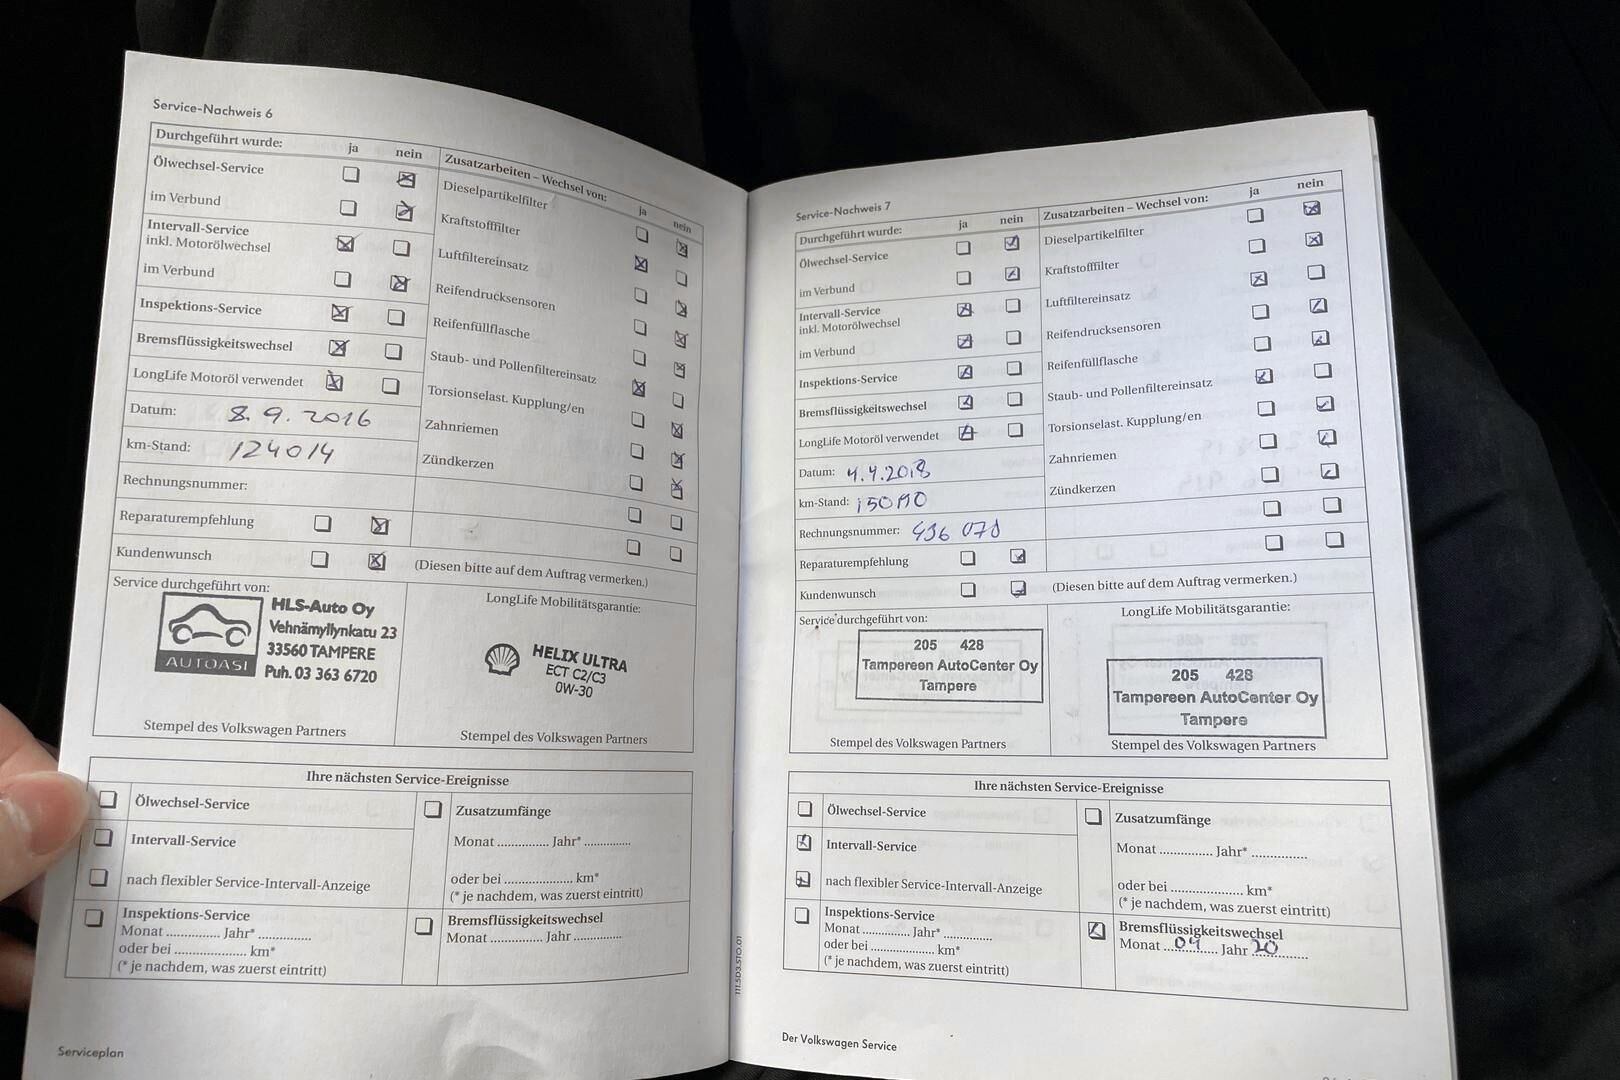 Service-Nachweis 6
Durchgeführt wurde: ja nein
Ölwechsel-Service
im Verbund
Intervall-Service
inkl. Motorölwechsel
im Verbund
Inspektions-Service
Bremsflüssigkeitswechsel
LongLife Motoröl verwendet
Datum: 8.9.2016
km-Stand: 124014
Rechnungsnummer:
Reparaturempfehlung
Kundenwunsch
Zusatzarbeiten – Wechsel von: ja nein
Dieselpartikelfilter
Kraftstofffilter
Luftfiltereinsatz
Reifendrucksensoren
Reifenfüllflasche
Staub- und Pollenfiltereinsatz
Torsionselast. Kupplung/en
Zahnriemen
Zündkerzen
(Diesen bitte auf dem Auftrag vermerken.)
Service durchgeführt von:
AUTOASI
HLS-Auto Oy
Vehnämyllynkatu 23
33560 TAMPERE
Puh. 03 363 6720
Stempel des Volkswagen Partners
LongLife Mobilitätsgarantie:
HELIX ULTRA
ECT C2/C3
0W-30
Stempel des Volkswagen Partners
Ihre nächsten Service-Ereignisse
Ölwechsel-Service
Intervall-Service
nach flexibler Service-Intervall-Anzeige
Inspektions-Service
Monat .............. Jahr* ..............
oder bei .................... km*
(* je nachdem, was zuerst eintritt)
Zusatzumfänge
Monat .............. Jahr* ..............
oder bei .................... km*
(* je nachdem, was zuerst eintritt)
Bremsflüssigkeitswechsel
Monat .............. Jahr ..............
Serviceplan
111.5D3.STO.01
Service-Nachweis 7
Durchgeführt wurde: ja nein
Ölwechsel-Service
im Verbund
Intervall-Service
inkl. Motorölwechsel
im Verbund
Inspektions-Service
Bremsflüssigkeitswechsel
LongLife Motoröl verwendet
Datum: 4.4.2018
km-Stand:
Rechnungsnummer:
Reparaturempfehlung
Kundenwunsch
Zusatzarbeiten – Wechsel von: ja nein
Dieselpartikelfilter
Kraftstofffilter
Luftfiltereinsatz
Reifendrucksensoren
Reifenfüllflasche
Staub- und Pollenfiltereinsatz
Torsionselast. Kupplung/en
Zahnriemen
Zündkerzen
(Diesen bitte auf dem Auftrag vermerken.)
Service durchgeführt von:
205 428
Tampereen AutoCenter Oy
Tampere
Stempel des Volkswagen Partners
LongLife Mobilitätsgarantie:
205 428
Tampereen AutoCenter Oy
Tampere
Stempel des Volkswagen Partners
Ihre nächsten Service-Ereignisse
Ölwechsel-Service
Intervall-Service
nach flexibler Service-Intervall-Anzeige
Inspektions-Service
Monat .............. Jahr* ..............
oder bei .................... km*
(* je nachdem, was zuerst eintritt)
Zusatzumfänge
Monat .............. Jahr* ..............
oder bei .................... km*
(* je nachdem, was zuerst eintritt)
Bremsflüssigkeitswechsel
Monat 04 Jahr 20
Der Volkswagen Service